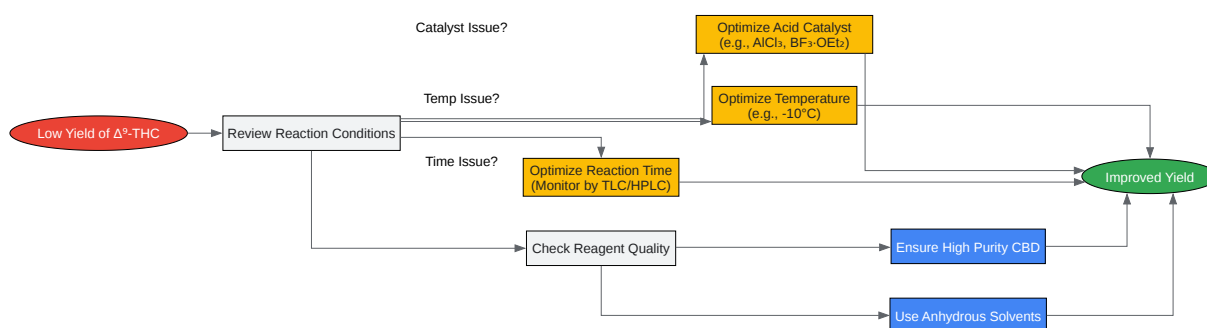 Catalyst Issue?
Optimize Acid Catalyst
(e.g., AlCl₃, BF₃·OEt₂)
Temp Issue?
Optimize Temperature
(e.g., -10°C)
Low Yield of Δ⁹-THC
Review Reaction Conditions
Time Issue?
Optimize Reaction Time
(Monitor by TLC/HPLC)
Improved Yield
Check Reagent Quality
Ensure High Purity CBD
Use Anhydrous Solvents